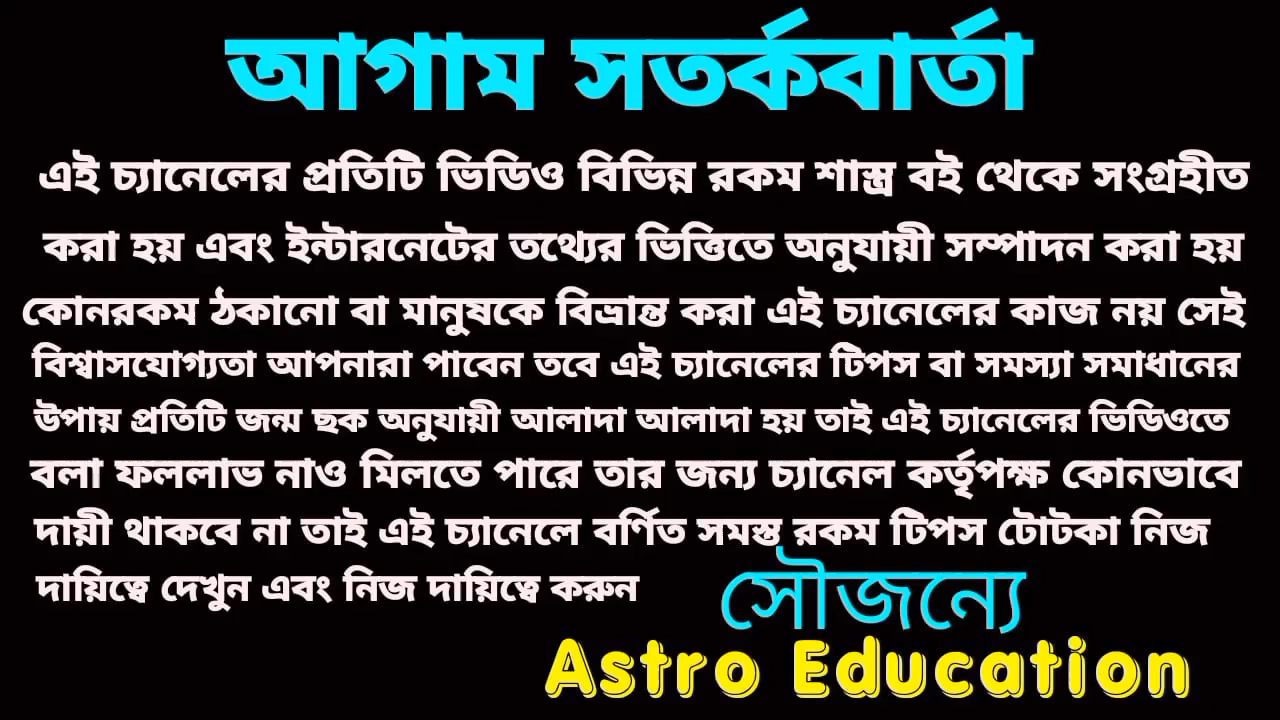 আগাম সতর্কবার্তা
এই চ্যানেলের প্রতিটি ভিডিও বিভিন্ন রকম শাস্ত্র বই থেকে সংগ্রহীত
করা হয় এবং ইন্টারনেটের তথ্যের ভিত্তিতে অনুযায়ী সম্পাদন করা হয়
কোনরকম ঠকানো বা মানুষকে বিভ্রান্ত করা এই চ্যানেলের কাজ নয় সেই
বিশ্বাসযোগ্যতা আপনারা পাবেন তবে এই চ্যানেলের টিপস বা সমস্যা সমাধানের
উপায় প্রতিটি জন্ম ছক অনুযায়ী আলাদা আলাদা হয় তাই এই চ্যানেলের ভিডিওতে
বলা ফললাভ নাও মিলতে পারে তার জন্য চ্যানেল কর্তৃপক্ষ কোনভাবে
দায়ী থাকবে না তাই এই চ্যানেলে বর্ণিত সমস্ত রকম টিপস টোটকা নিজ
দায়িত্বে দেখুন এবং নিজ দায়িত্বে করুন
সৌজন্যে
Astro Education